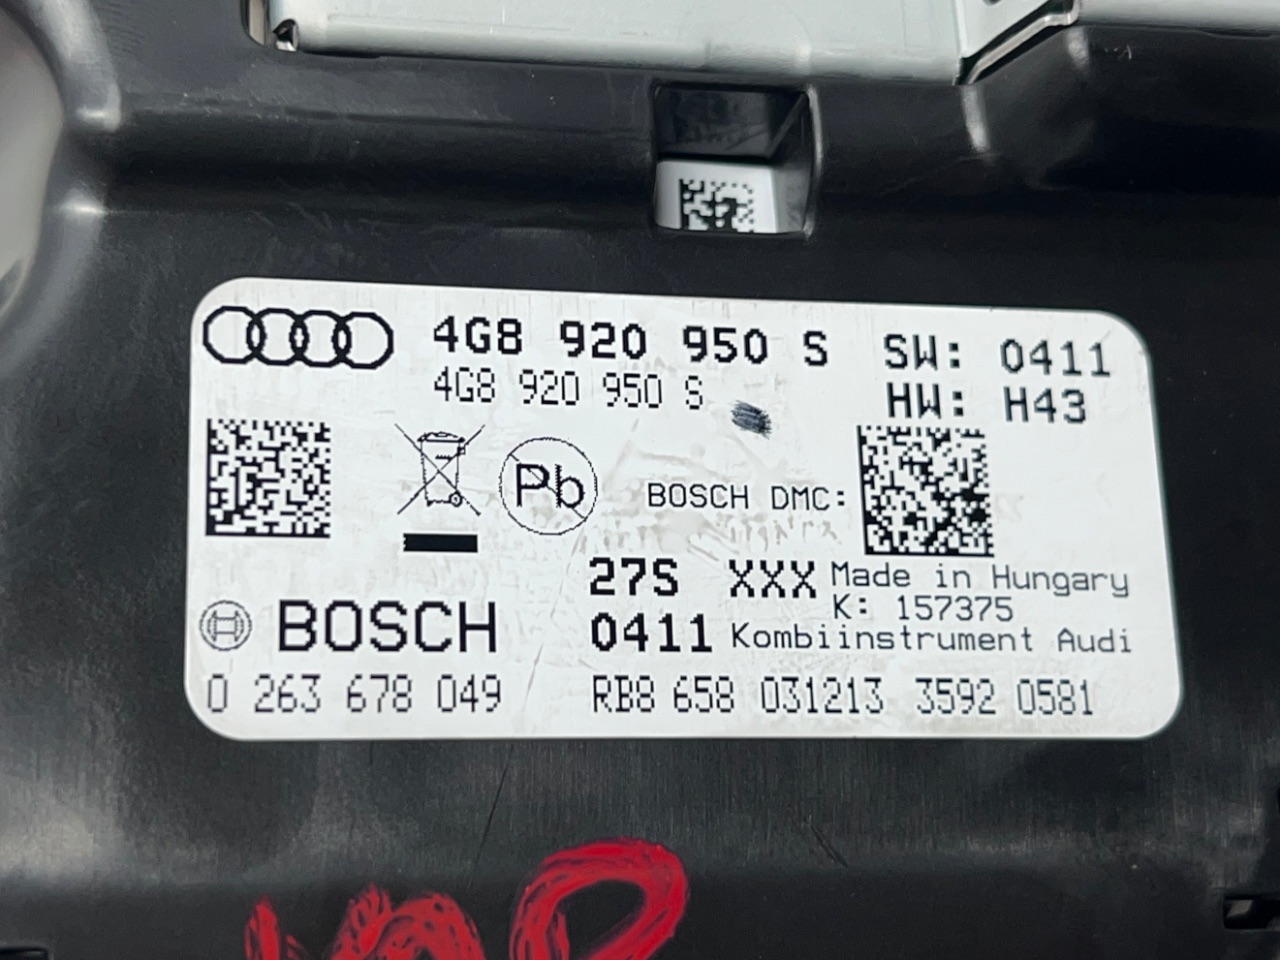 4G8 920 950 S SW: 0411
4G8 920 950 S HW: H43
Pb BOSCH DMC:
27S XXX Made in Hungary
K: 157375
BOSCH 0411 Kombiinstrument Audi
0 263 678 049 RB8 658 031213 3592 0581